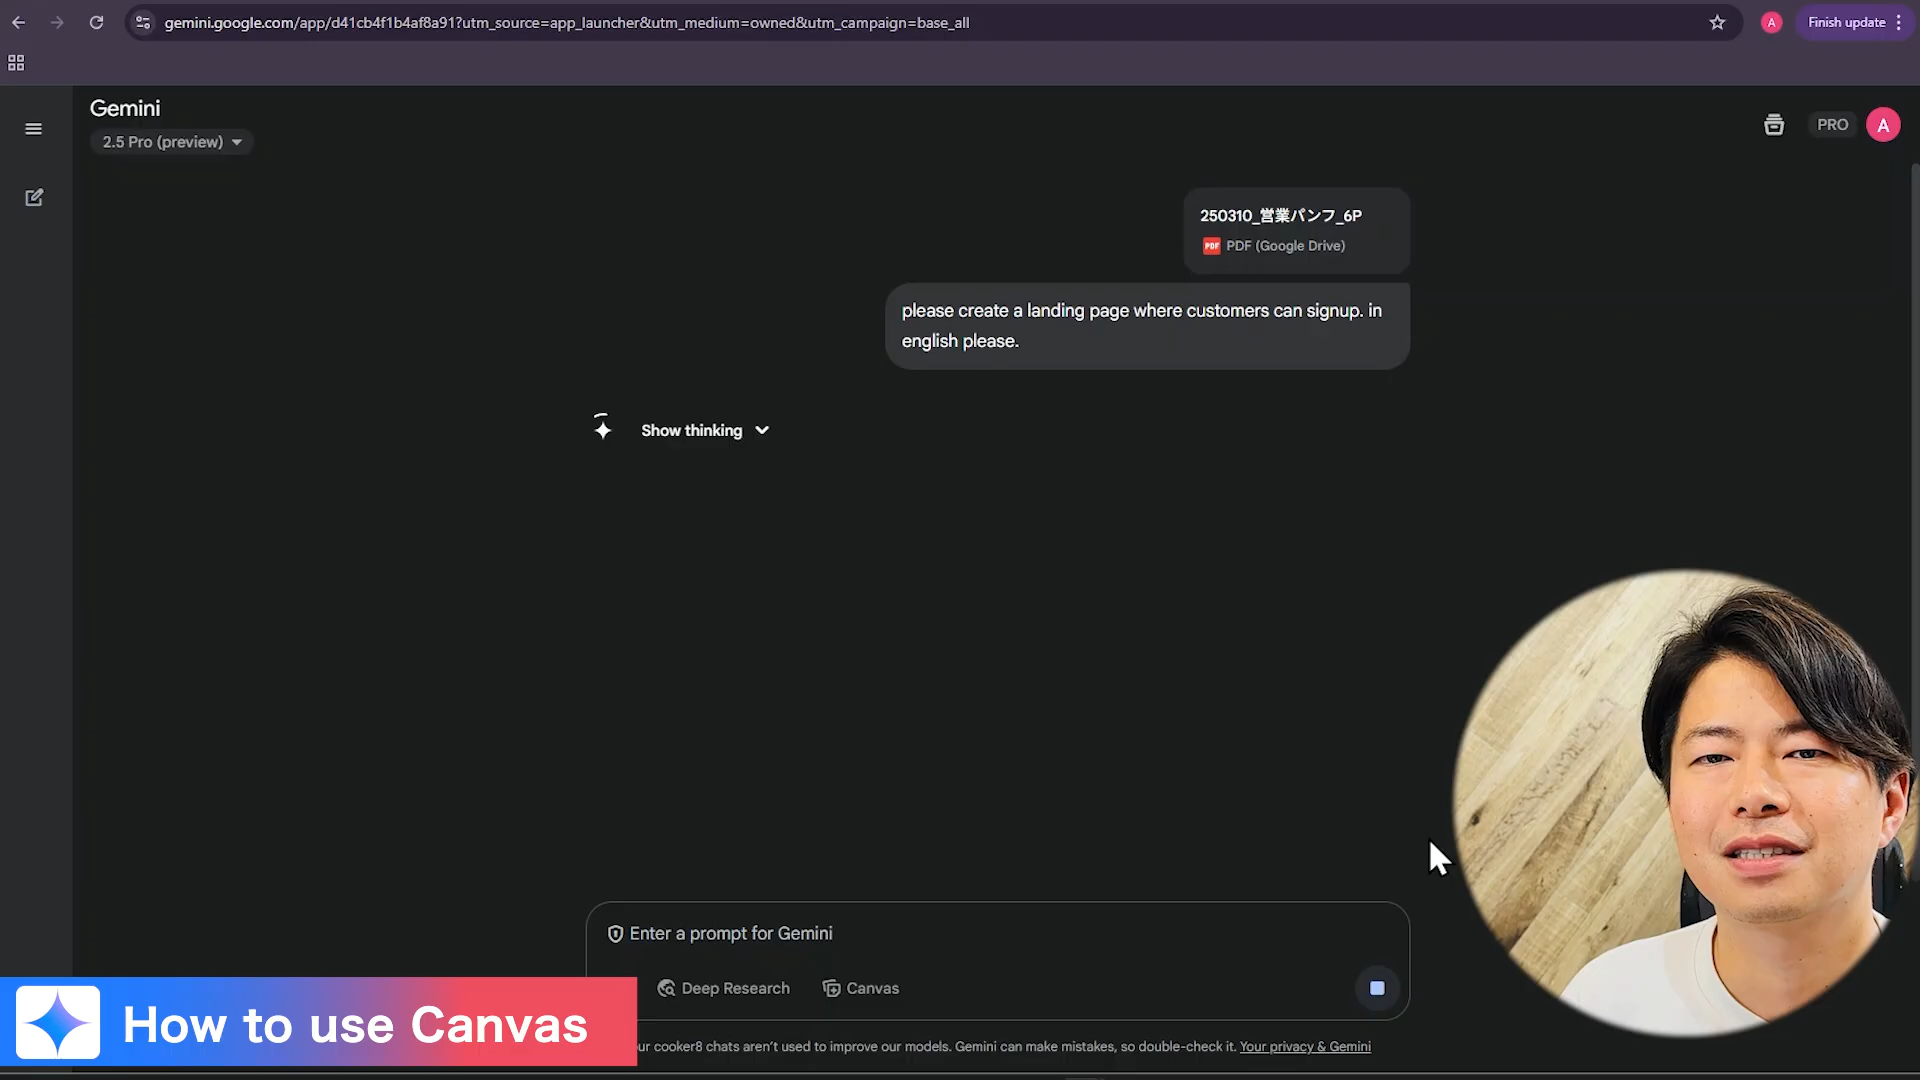 gemini.google.com/app/d41cb4f1b4af8a91?utm_source=app_launcher&utm_medium=owned&utm_campaign=base_all
A
Finish update
Gemini
2.5 Pro (preview)
PRO
A
250310_営業パンフ_6P
PDF
PDF (Google Drive)
please create a landing page where customers can signup. in
english please.
Show thinking
Enter a prompt for Gemini
Deep Research
Canvas
How to use Canvas
cooker8 chats aren't used to improve our models. Gemini can make mistakes, so double-check it. Your privacy & Gemini